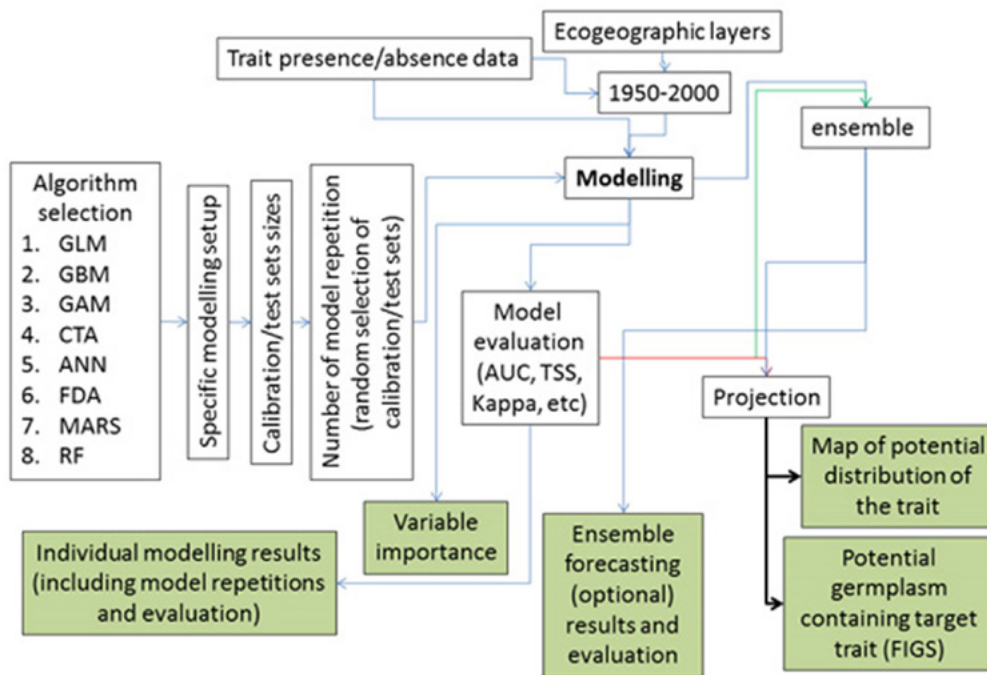 Ecogeographic layers
Trait presence/absence data
1950-2000
ensemble
Modelling
Algorithm
selection
1. GLM
2. GBM
3. GAM
4. CTA
5. ANN
6. FDA
7. MARS
8. RF
Specific modelling setup
Calibration/test sets sizes
Number of model repetition
(random selection of
calibration/test sets)
Model
evaluation
(AUC, TSS,
Kappa, etc)
Projection
Map of potential
distribution of
the trait
Variable
importance
Individual modelling results
(including model repetitions
and evaluation)
Ensemble
forecasting
(optional)
results and
evaluation
Potential
germplasm
containing target
trait (FIGS)